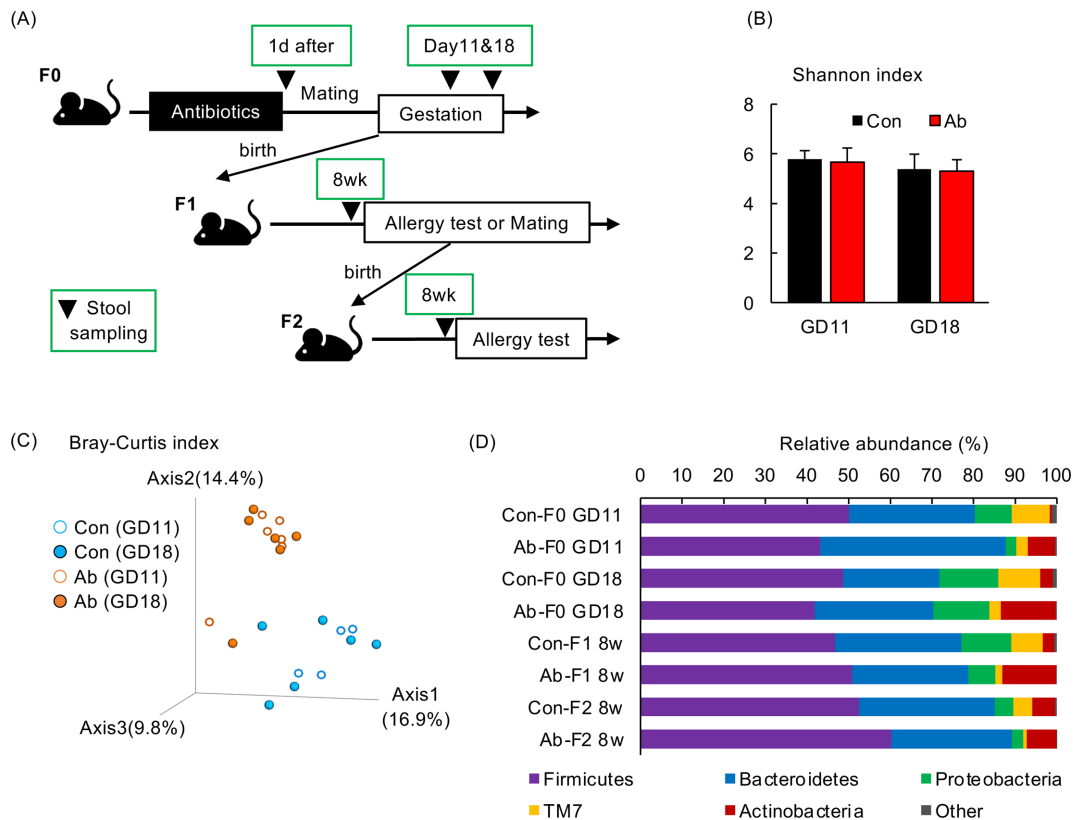 (A)
1d after
Day11&18
F0
Antibiotics
Mating
Gestation
birth
8wk
F1
Allergy test or Mating
birth
8wk
Stool
sampling
F2
Allergy test
(B)
Shannon index
Con
Ab
8
6
4
2
0
GD11
GD18
(C)
Bray-Curtis index
Axis2(14.4%)
Con (GD11)
Con (GD18)
Ab (GD11)
Ab (GD18)
Axis1
(16.9%)
Axis3(9.8%)
(D)
Relative abundance (%)
0 10 20 30 40 50 60 70 80 90 100
Con-F0 GD11
Ab-F0 GD11
Con-F0 GD18
Ab-F0 GD18
Con-F1 8w
Ab-F1 8w
Con-F2 8w
Ab-F2 8w
Firmicutes
Bacteroidetes
Proteobacteria
TM7
Actinobacteria
Other